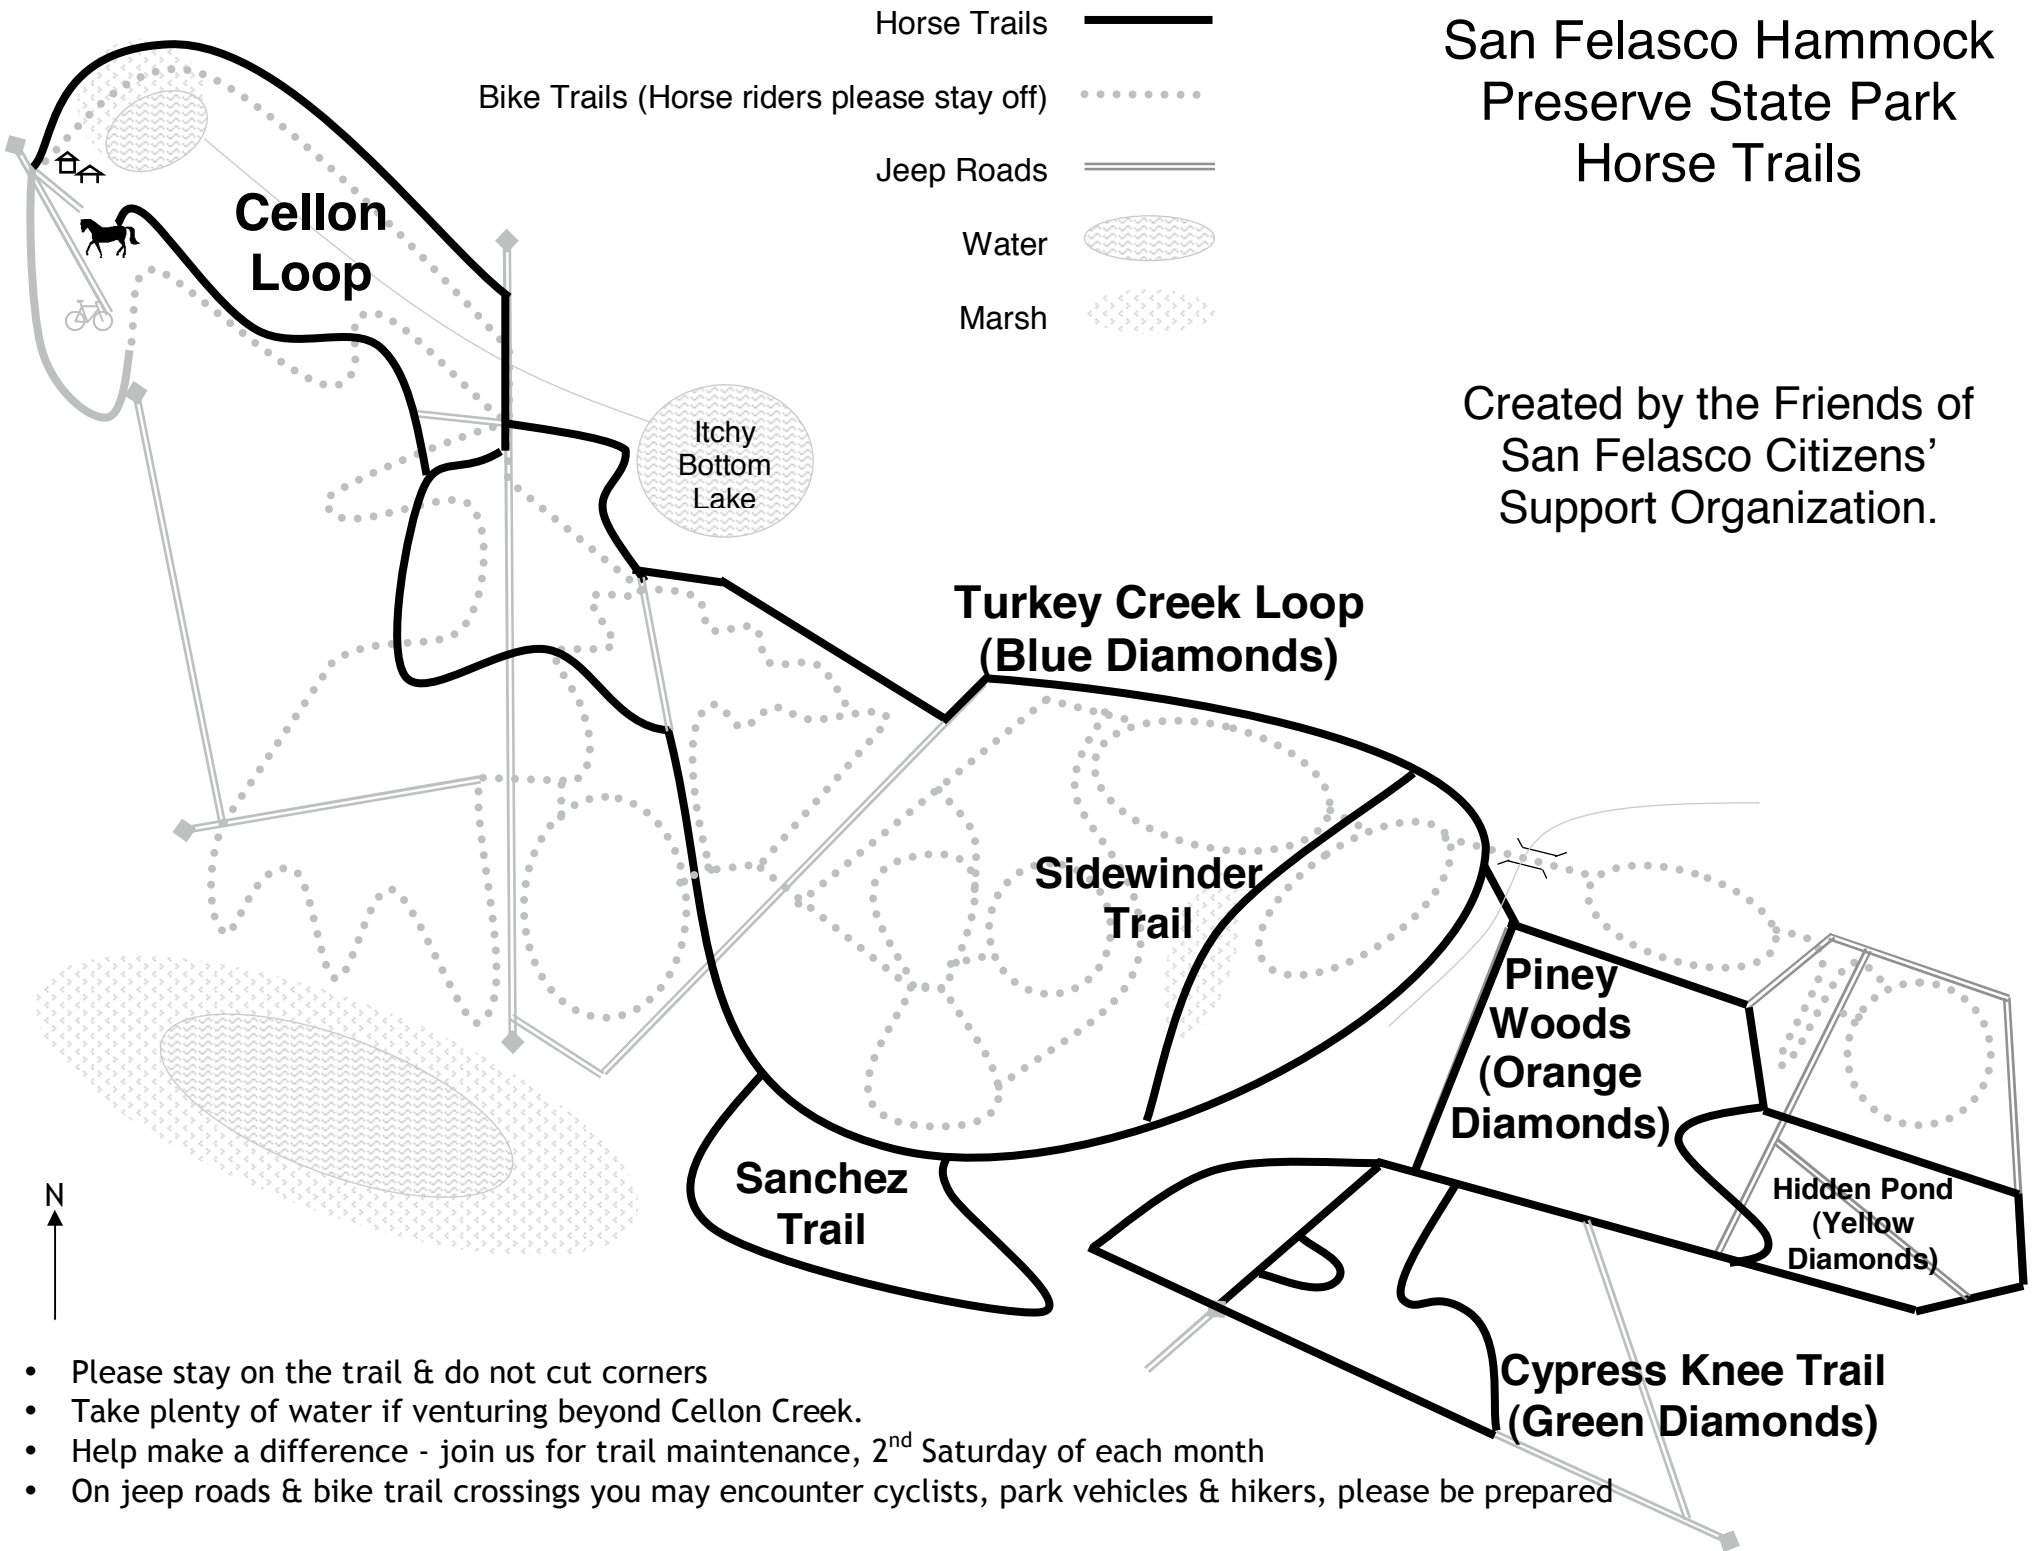 Horse Trails
Bike Trails (Horse riders please stay off)
Jeep Roads
Water
Marsh
San Felasco Hammock
Preserve State Park
Horse Trails
Created by the Friends of
San Felasco Citizens’
Support Organization.
Cellon
Loop
Itchy
Bottom
Lake
Turkey Creek Loop
(Blue Diamonds)
Sidewinder
Trail
Piney
Woods
(Orange
Diamonds)
Hidden Pond
(Yellow
Diamonds)
Sanchez
Trail
N
Cypress Knee Trail
(Green Diamonds)
• Please stay on the trail & do not cut corners
• Take plenty of water if venturing beyond Cellon Creek.
• Help make a difference - join us for trail maintenance, 2nd Saturday of each month
• On jeep roads & bike trail crossings you may encounter cyclists, park vehicles & hikers, please be prepared